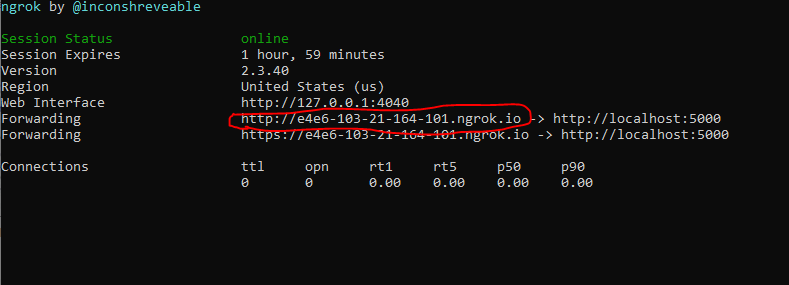 ngrok by @inconshreveable
Session Status online
Session Expires 1 hour, 59 minutes
Version 2.3.40
Region United States (us)
Web Interface http://127.0.0.1:4040
Forwarding http://e4e6-103-21-164-101.ngrok.io -> http://localhost:5000
Forwarding https://e4e6-103-21-164-101.ngrok.io -> http://localhost:5000
Connections ttl opn rt1 rt5 p50 p90
0 0 0.00 0.00 0.00 0.00